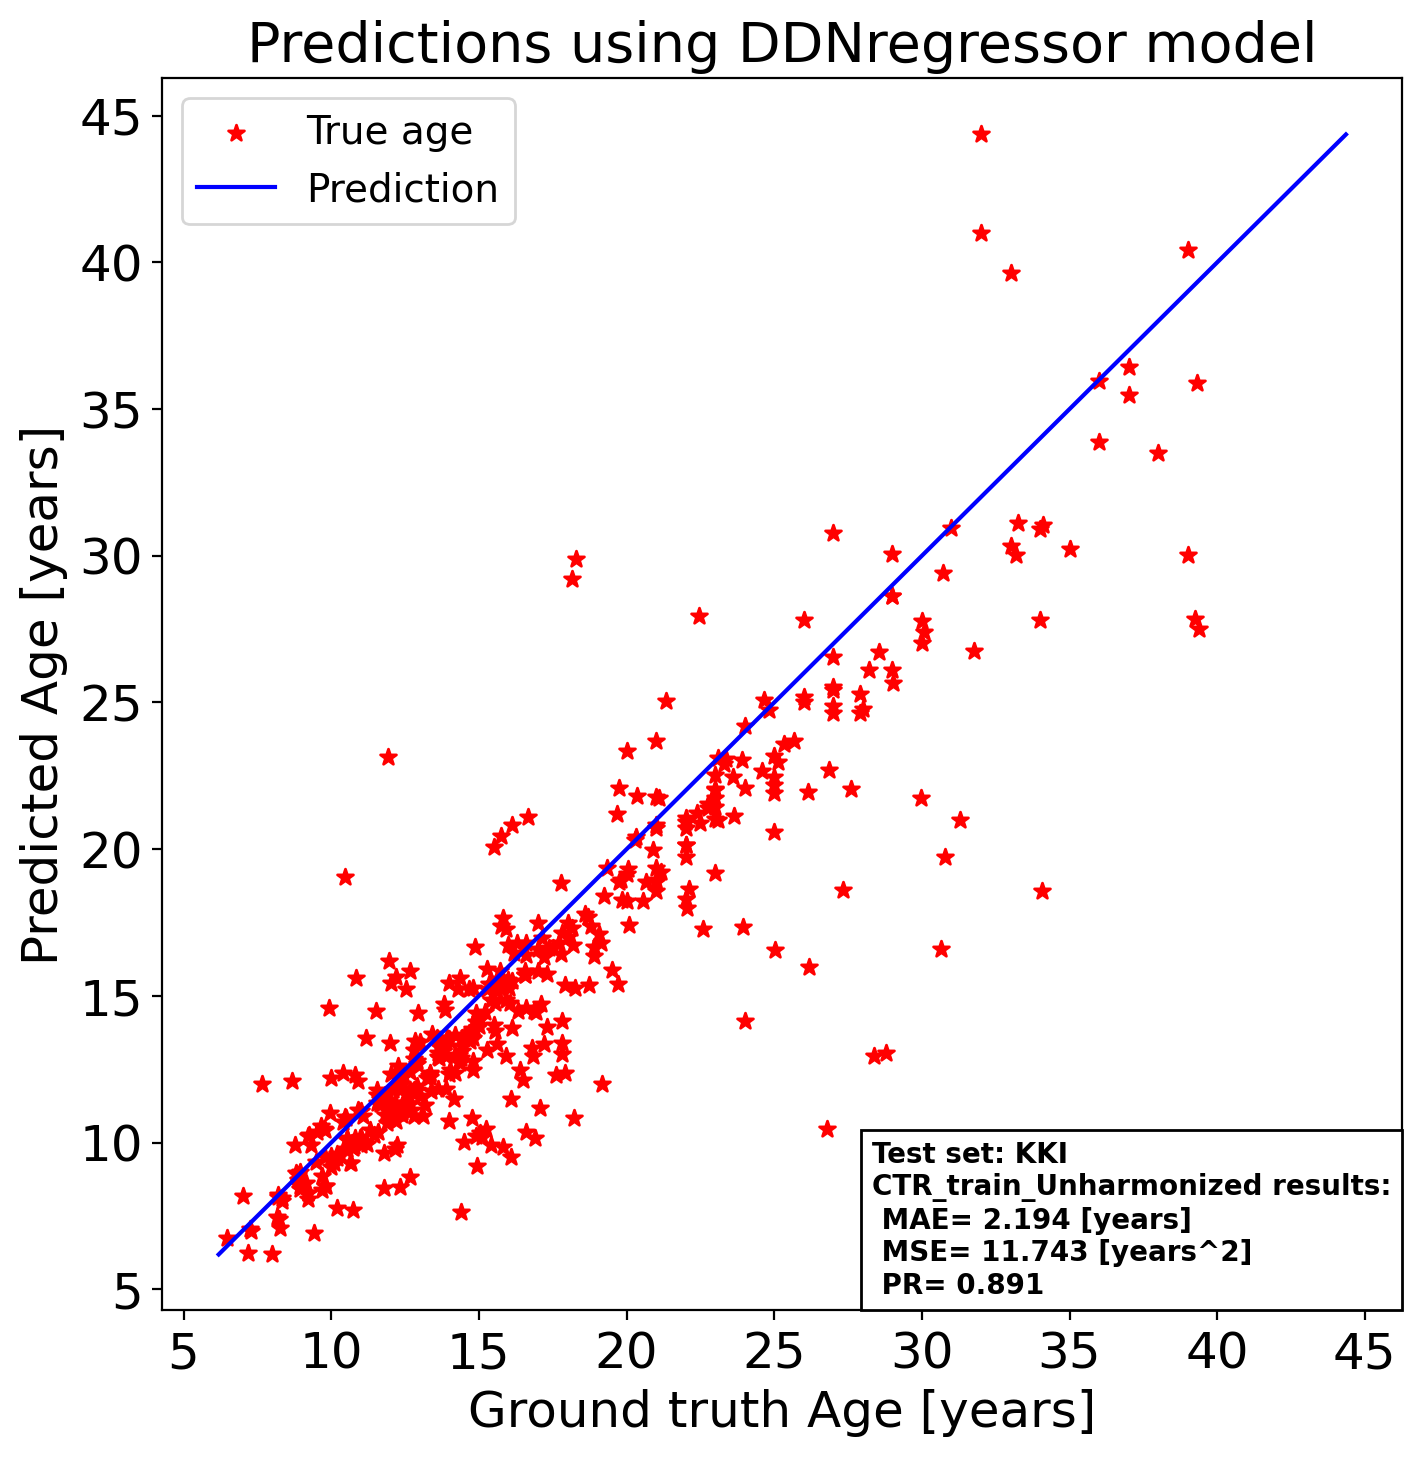 Predictions using DDNregressor model
True age
Prediction
45
40
35
30
25
20
15
10
5
Predicted Age [years]
Test set: KKI
CTR_train_Unharmonized results:
MAE= 2.194 [years]
MSE= 11.743 [years^2]
PR= 0.891
5 10 15 20 25 30 35 40 45
Ground truth Age [years]